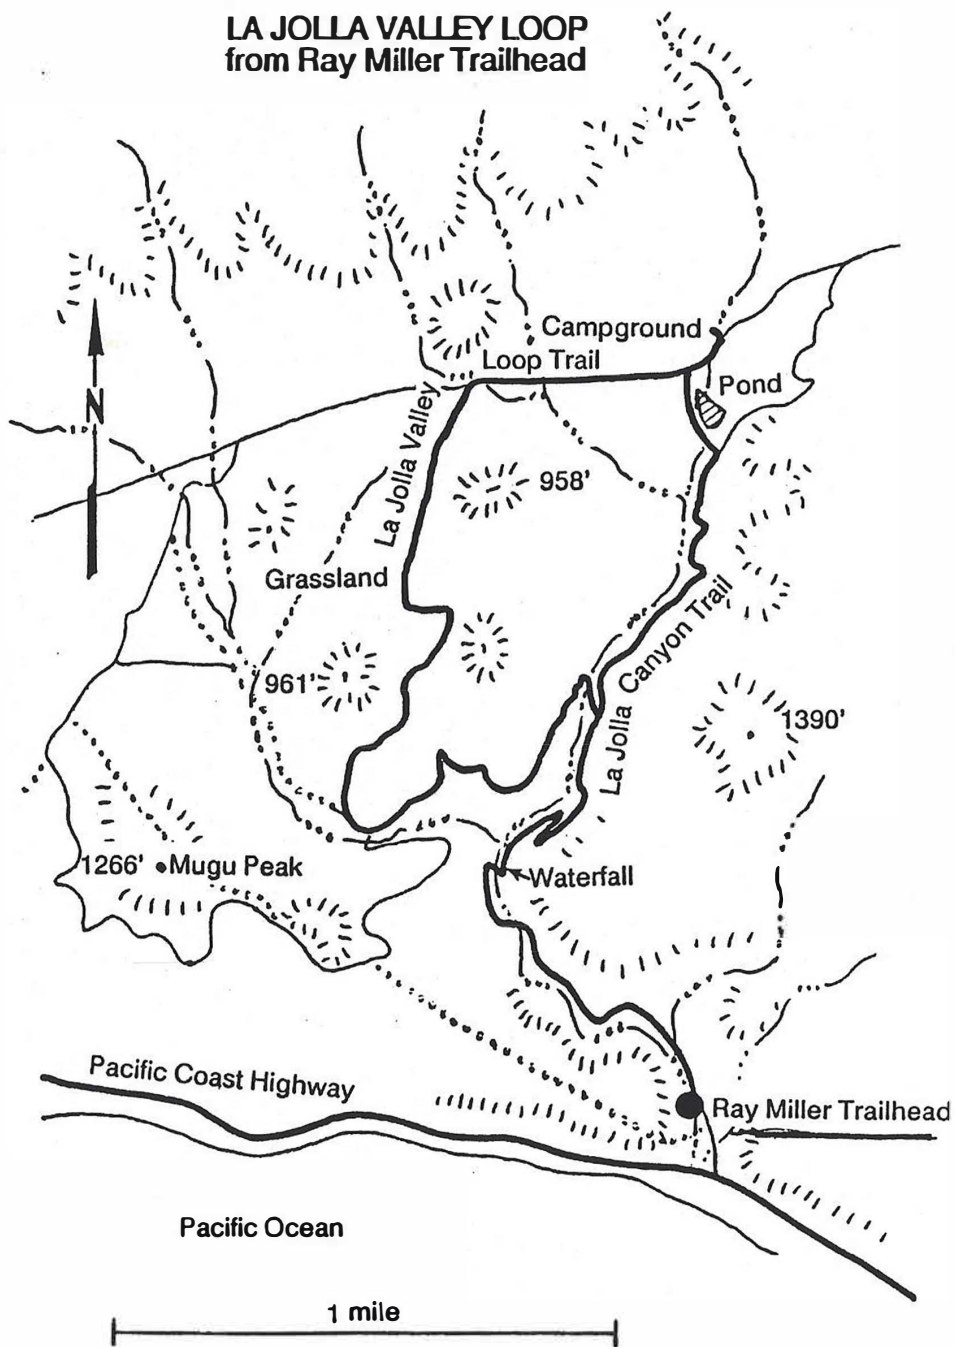 LA JOLLA VALLEY LOOP
from Ray Miller Trailhead
Campground
Loop Trail
Pond
N
La Jolla Valley
958'
Grassland
La Jolla Canyon Trail
961'
1390'
1266' Mugu Peak
Waterfall
Pacific Coast Highway
Ray Miller Trailhead
Pacific Ocean
1 mile